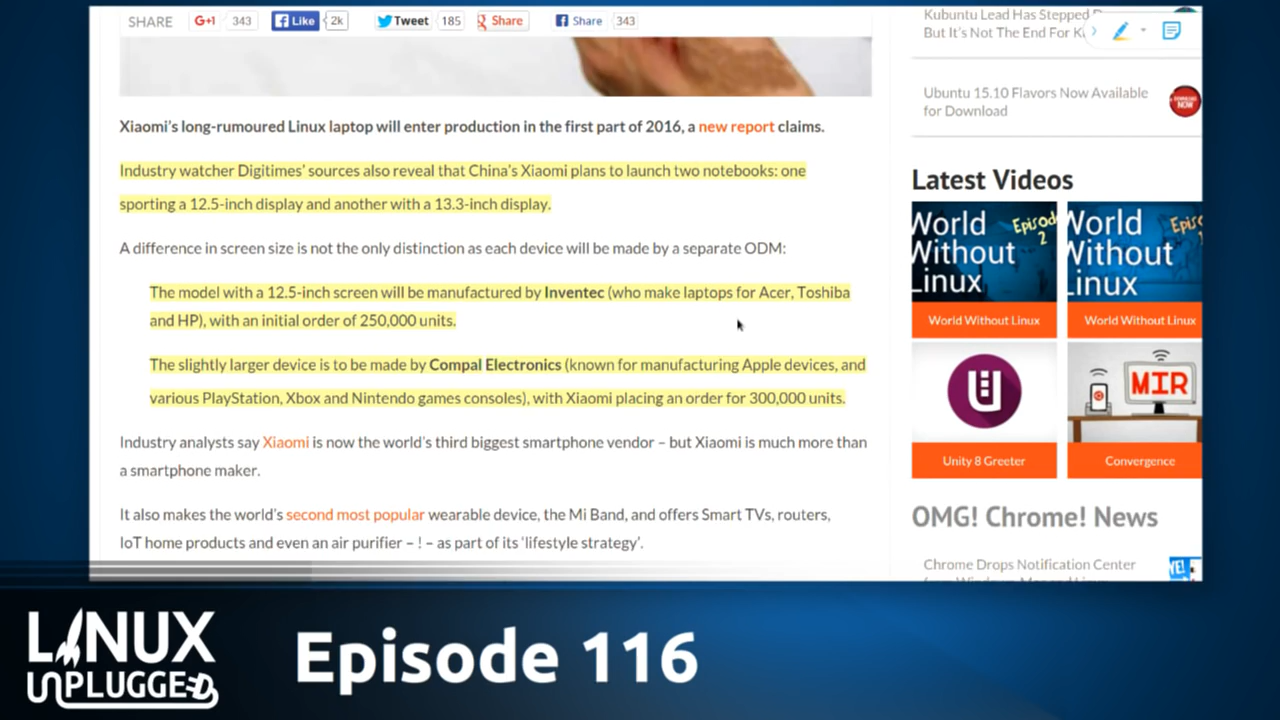 SHARE G+1 343 Like 2k Tweet 185 Share Share 343
Xiaomi's long-rumoured Linux laptop will enter production in the first part of 2016, a new report claims.
Industry watcher Digitimes' sources also reveal that China's Xiaomi plans to launch two notebooks: one
sporting a 12.5-inch display and another with a 13.3-inch display.
A difference in screen size is not the only distinction as each device will be made by a separate ODM:
The model with a 12.5-inch screen will be manufactured by Inventec (who make laptops for Acer, Toshiba
and HP), with an initial order of 250,000 units.
The slightly larger device is to be made by Compal Electronics (known for manufacturing Apple devices, and
various PlayStation, Xbox and Nintendo games consoles), with Xiaomi placing an order for 300,000 units.
Industry analysts say Xiaomi is now the world's third biggest smartphone vendor – but Xiaomi is much more than
a smartphone maker.
It also makes the world's second most popular wearable device, the Mi Band, and offers Smart TVs, routers,
IoT home products and even an air purifier – ! – as part of its 'lifestyle strategy'.
Kubuntu Lead Has Stepped
But It's Not The End For
Ubuntu 15.10 Flavors Now Available
for Download
DOWNLOAD
NOW
Latest Videos
World
Without
Linux
Episod
2
World
Without
Linux
Epis
World Without Linux
World Without Linux
MIR
Unity 8 Greeter
Convergence
OMG! Chrome! News
Chrome Drops Notification Center
LINUX
UNPLUGGED
Episode 116